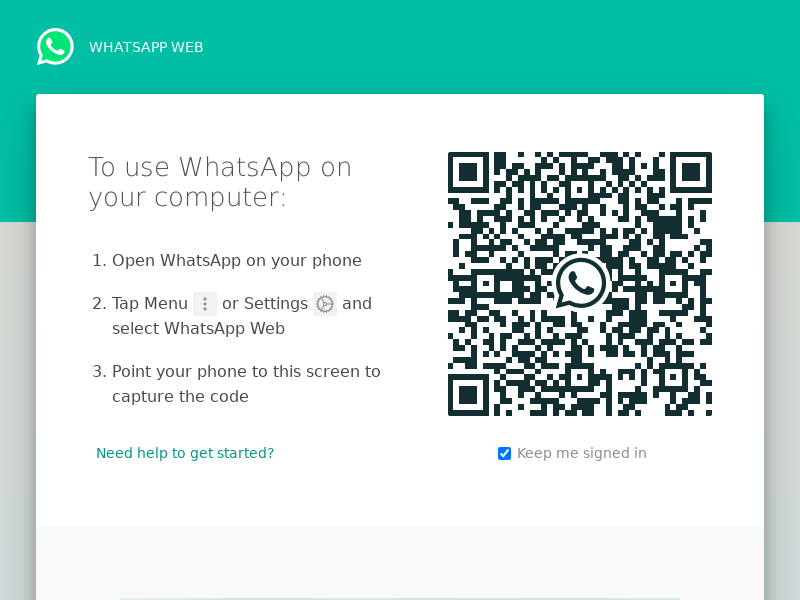 WHATSAPP WEB
To use WhatsApp on
your computer:
1. Open WhatsApp on your phone
2. Tap Menu or Settings and
select WhatsApp Web
3. Point your phone to this screen to
capture the code
Need help to get started?
Keep me signed in